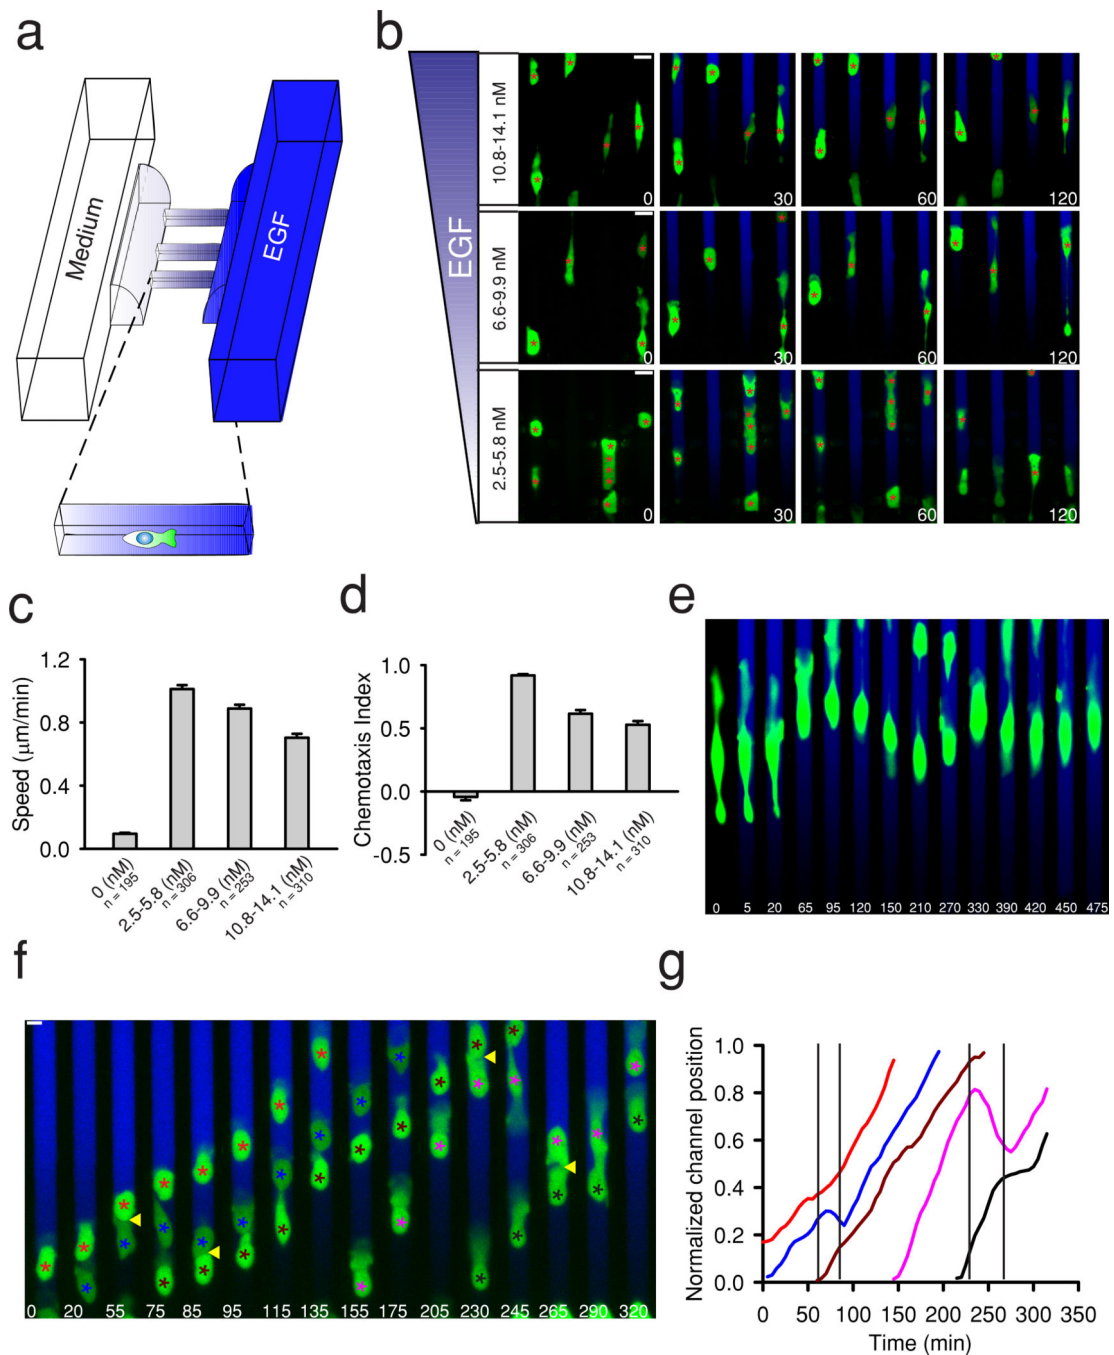 a
Medium
EGF
b
EGF
10.8-14.1 nM
0
30
60
120
6.6-9.9 nM
0
30
60
120
2.5-5.8 nM
0
30
60
120
c
Speed (μm/min)
1.2
0.8
0.4
0.0
0 (nM)
n = 195
2.5-5.8 (nM)
n = 306
6.6-9.9 (nM)
n = 253
10.8-14.1 (nM)
n = 310
d
Chemotaxis Index
1.0
0.5
0.0
-0.5
0 (nM)
n = 195
2.5-5.8 (nM)
n = 306
6.6-9.9 (nM)
n = 253
10.8-14.1 (nM)
n = 310
e
0 5 20 65 95 120 150 210 270 330 390 420 450 475
f
0 20 55 75 85 95 115 135 155 175 205 230 245 265 290 320
g
Normalized channel position
1.0
0.8
0.6
0.4
0.2
0.0
0 50 100 150 200 250 300 350
Time (min)